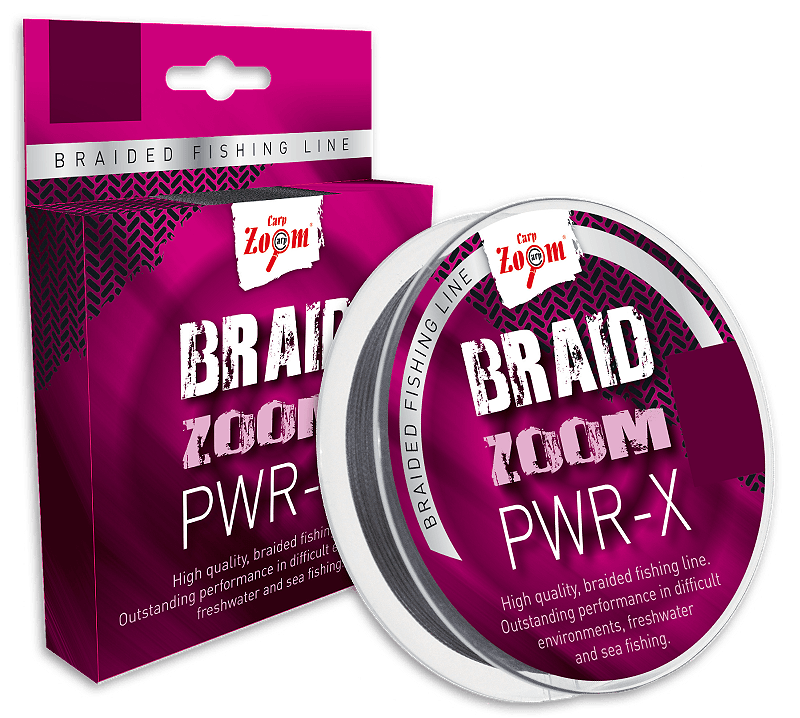 BRAIDED FISHING LINE
Carp
Zoom®
Carp
BRAID
ZOOM
PWR-
High quality, braided fishing
Outstanding performance in difficult
freshwater and sea fishing.
Carp
Zoom®
Carp
BRAIDED FISHING LINE
BRAID
ZOOM
PWR-X
High quality, braided fishing line.
Outstanding performance in difficult
environments, freshwater
and sea fishing.